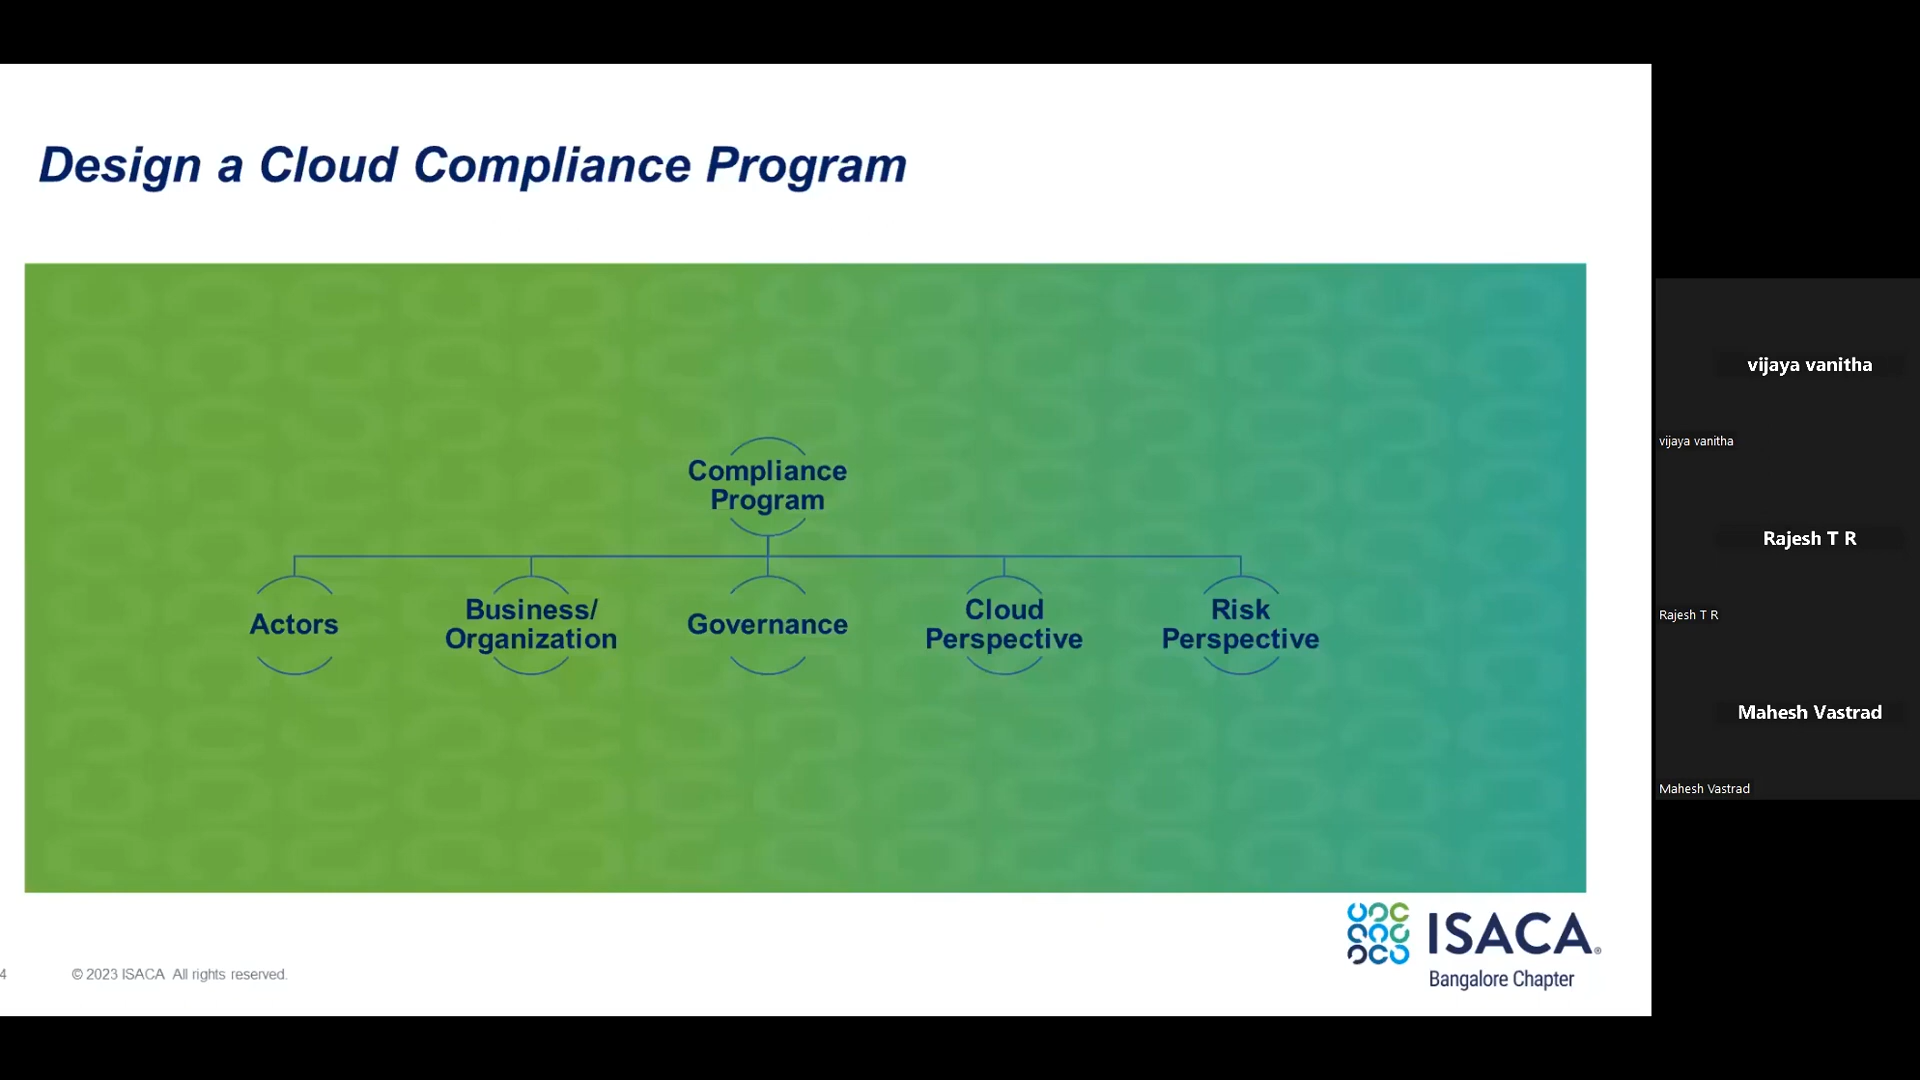 Design a Cloud Compliance Program
Compliance
Program
Actors
Business/
Organization
Governance
Cloud
Perspective
Risk
Perspective
4
© 2023 ISACA All rights reserved.
ISACA®
Bangalore Chapter
vijaya vanitha
vijaya vanitha
Rajesh T R
Rajesh T R
Mahesh Vastrad
Mahesh Vastrad